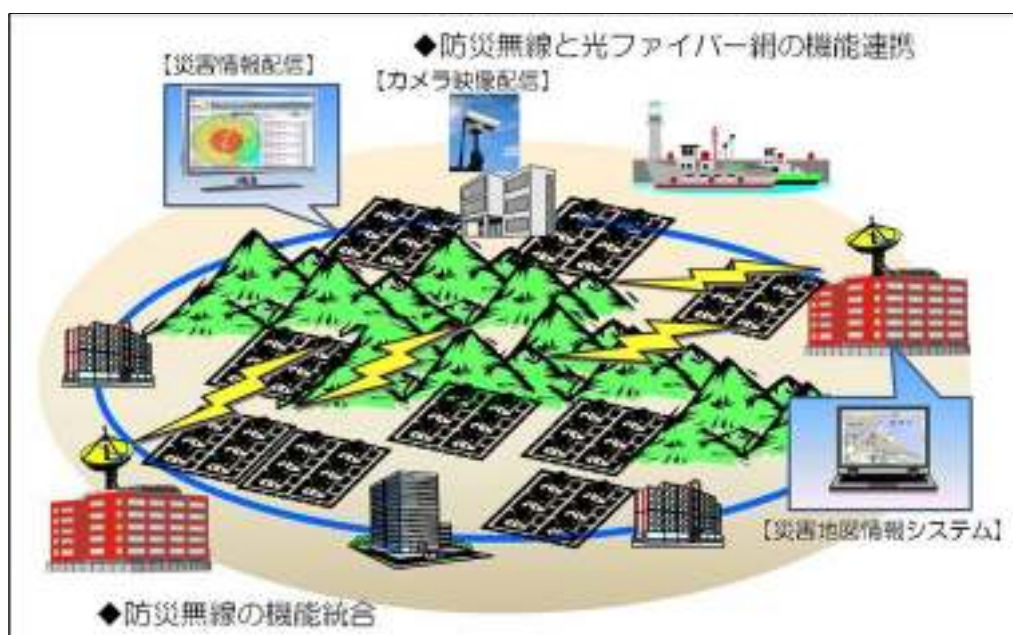 ◆防災無線と光ファイバー網の機能連携
【災害情報配信】
【カメラ映像配信】
【災害地図情報システム】
◆防災無線の機能統合